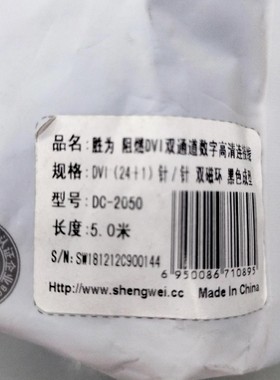 品名: 胜为 阻燃DVI双通道数字高清连接线
规格: DVI (24+1) 针/针 双磁环 黑色成型
型号: DC-2050
长度: 5.0米
S/N: SW181212C900144
6 950086 710895
Http://www.shengwei.cc
Made In China